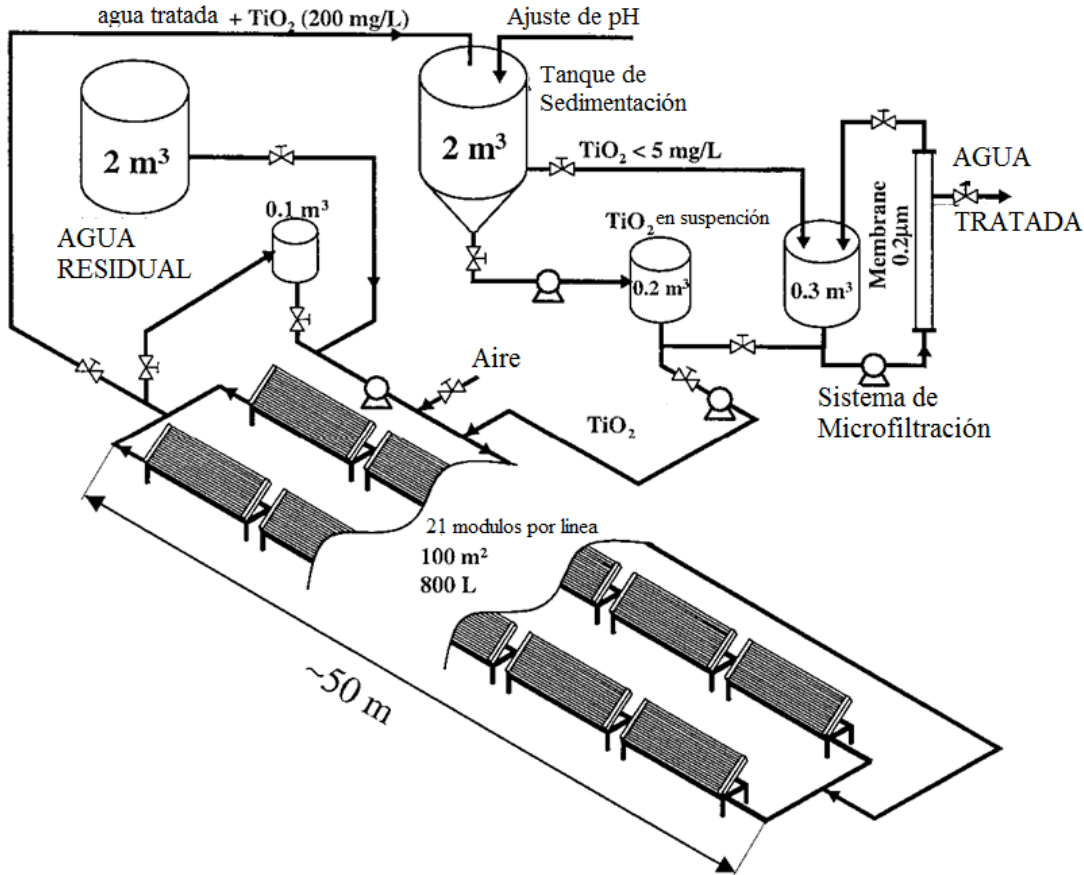 agua tratada + TiO₂ (200 mg/L)
Ajuste de pH
Tanque de
Sedimentación
2 m³
2 m³
TiO₂ < 5 mg/L
AGUA
TRATADA
Membrane
0.2µm
0.1 m³
AGUA
RESIDUAL
TiO₂ en suspención
0.2 m³
0.3 m³
Aire
Sistema de
Microfiltración
TiO₂
21 modulos por linea
100 m²
800 L
~50 m